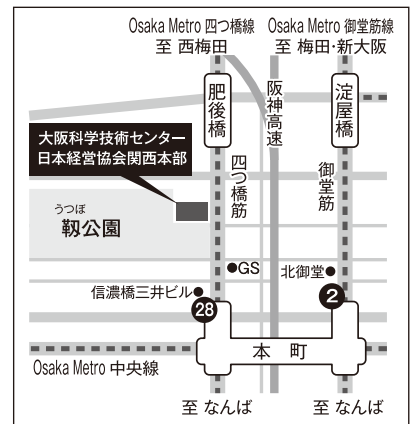 Osaka Metro 四つ橋線
至 西梅田
Osaka Metro 御堂筋線
至 梅田・新大阪
肥後橋
阪神高速
淀屋橋
大阪科学技術センター
日本経営協会関西本部
四つ橋筋
御堂筋
うつぼ
靱公園
GS
北御堂
信濃橋三井ビル
28
2
本町
Osaka Metro 中央線
至 なんば
至 なんば